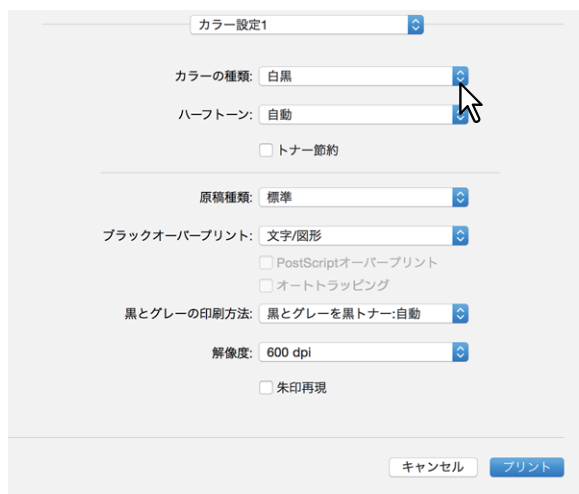 カラー設定1
カラーの種類: 白黒
ハーフトーン: 自動
トナー節約
原稿種類: 標準
ブラックオーバープリント: 文字/図形
PostScriptオーバープリント
オートトラッピング
黒とグレーの印刷方法: 黒とグレーを黒トナー:自動
解像度: 600 dpi
朱印再現
キャンセル プリント